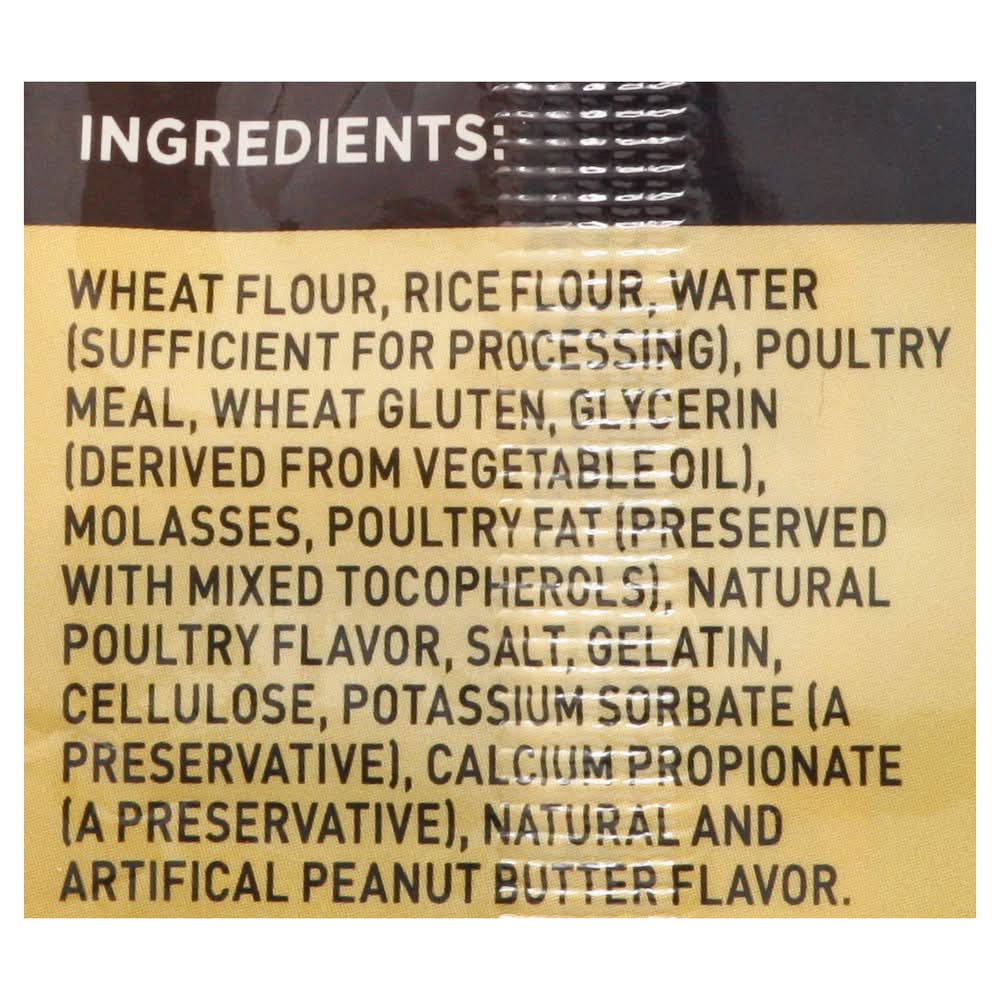 INGREDIENTS:
WHEAT FLOUR, RICE FLOUR, WATER
(SUFFICIENT FOR PROCESSING), POULTRY
MEAL, WHEAT GLUTEN, GLYCERIN
(DERIVED FROM VEGETABLE OIL),
MOLASSES, POULTRY FAT (PRESERVED
WITH MIXED TOCOPHEROLS), NATURAL
POULTRY FLAVOR, SALT, GELATIN,
CELLULOSE, POTASSIUM SORBATE (A
PRESERVATIVE), CALCIUM PROPIONATE
(A PRESERVATIVE), NATURAL AND
ARTIFICAL PEANUT BUTTER FLAVOR.